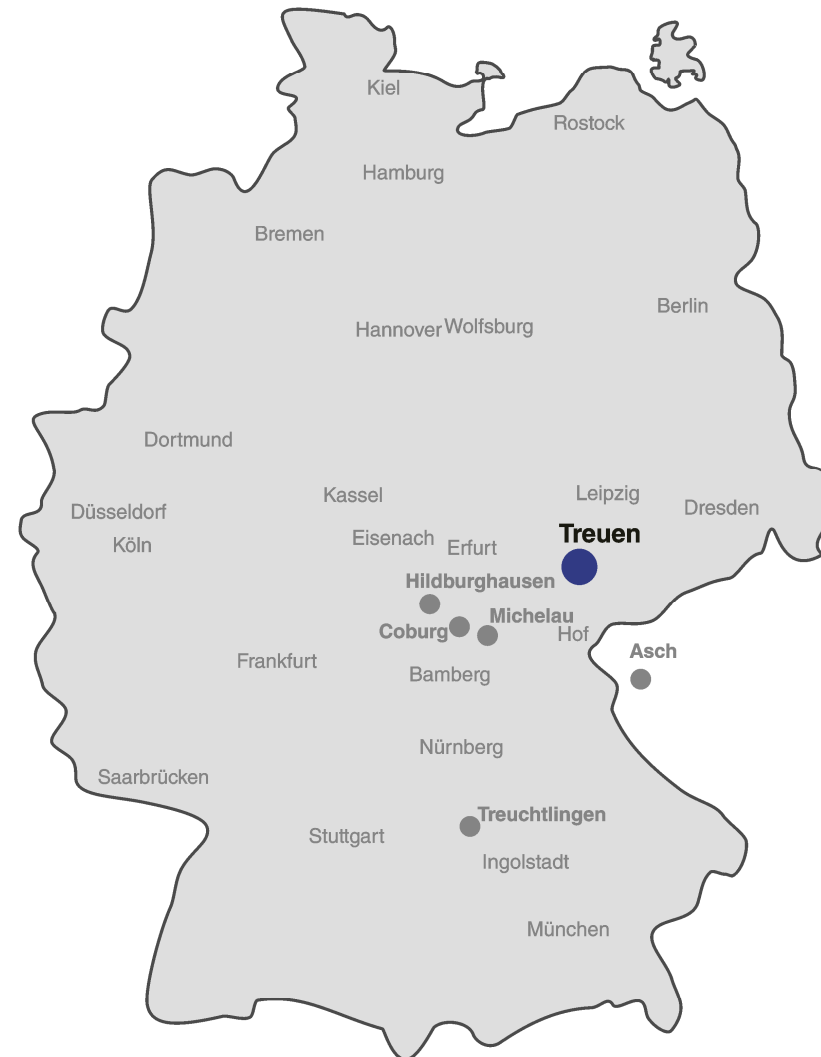 Kiel
Rostock
Hamburg
Bremen
Berlin
Hannover Wolfsburg
Dortmund
Kassel
Leipzig
Düsseldorf
Dresden
Köln
Eisenach
Erfurt
Treuen
Hildburghausen
Michelau
Coburg
Hof
Asch
Frankfurt
Bamberg
Nürnberg
Saarbrücken
Treuchtlingen
Stuttgart
Ingolstadt
München